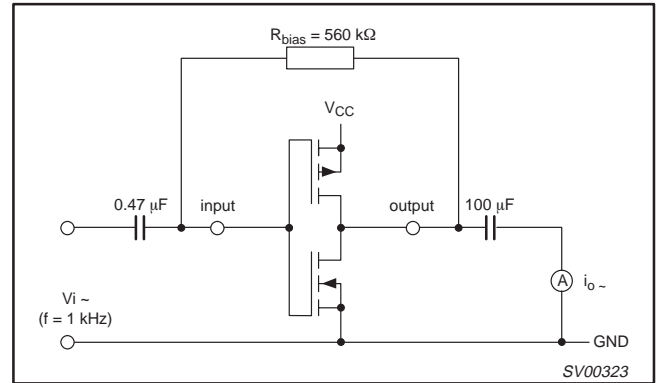 R_bias = 560 kΩ
V_CC
0.47 µF
input
output
100 µF
A
i_o ~
Vi ~
(f = 1 kHz)
GND
SV00323